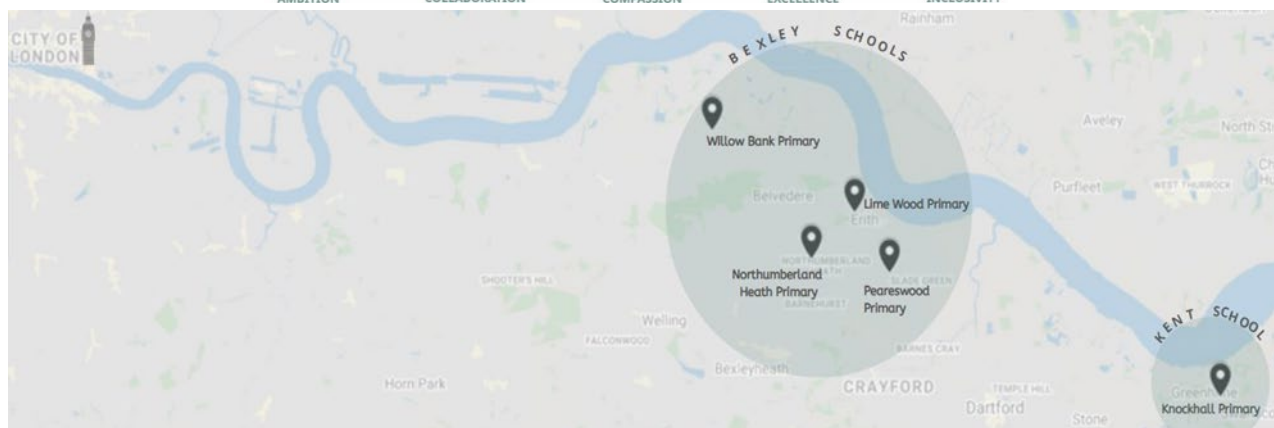 AMBITION COLLABORATION COMPASSION EXCELLENCE INCLUSIVITY
Rainham
CITY OF
LONDON
BEXLEY SCHOOLS
Aveley
Willow Bank Primary
Purfleet
WEST THURROCK
Belvedere
Lime Wood Primary
Erith
NORTHUMBERLAND
HEATH
Northumberland
Heath Primary
SLADE GREEN
SHOOTER'S HILL
Peareswood
Primary
BARNEHURST
KENT SCHOOL
Welling
FALCONWOOD
BARNES CRAY
Bexleyheath
Horn Park
CRAYFORD
TEMPLE HILL
Dartford
Stone
Knockhall Primary